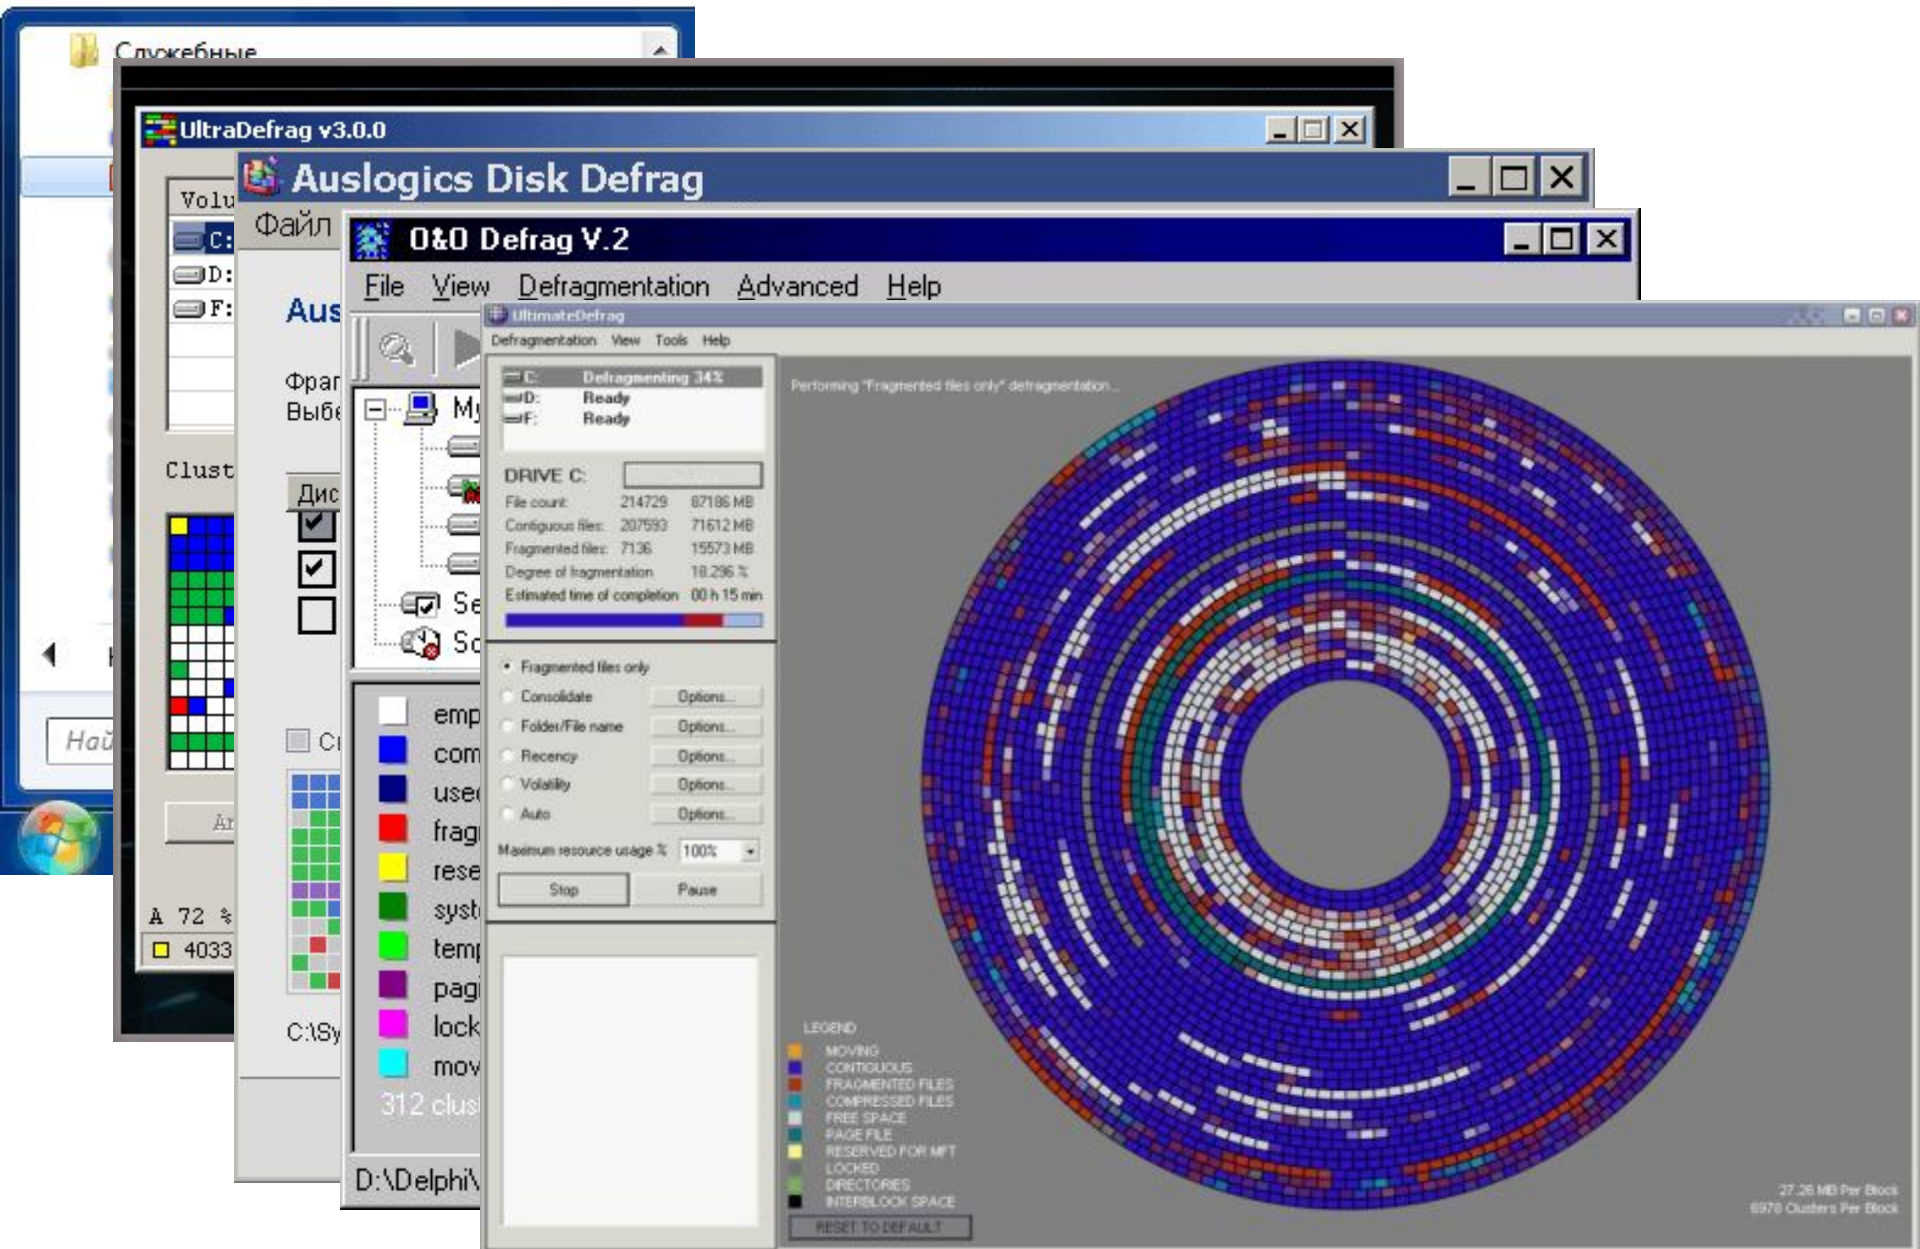 Служебные
UltraDefrag v3.0.0
Volu
C:
D:
F:
Clust
A 72 %
4033
Auslogics Disk Defrag
Файл
Aus
Фраг
Выбе
Дис
C:\Sy
Най
O&O Defrag V.2
File View Defragmentation Advanced Help
My
Se
Sc
emp
com
used
frag
rese
syst
temp
pagi
lock
mov
312 clus
D:\Delphi\
UltimateDefrag
Defragmentation View Tools Help
C: Defragmenting 34%
D: Ready
F: Ready
DRIVE C:
File count: 214729 87186 MB
Contiguous files: 207593 71612 MB
Fragmented files: 7136 15573 MB
Degree of fragmentation 18.296 %
Estimated time of completion 00 h 15 min
Fragmented files only
Consolidate Options...
Folder/File name Options...
Recency Options...
Volatility Options...
Auto Options...
Maximum resource usage % 100%
Stop Pause
Performing "Fragmented files only" defragmentation...
LEGEND
MOVING
CONTIGUOUS
FRAGMENTED FILES
COMPRESSED FILES
FREE SPACE
PAGE FILE
RESERVED FOR MFT
LOCKED
DIRECTORIES
INTERBLOCK SPACE
RESET TO DEFAULT
27.26 MB Per Block
6978 Clusters Per Block